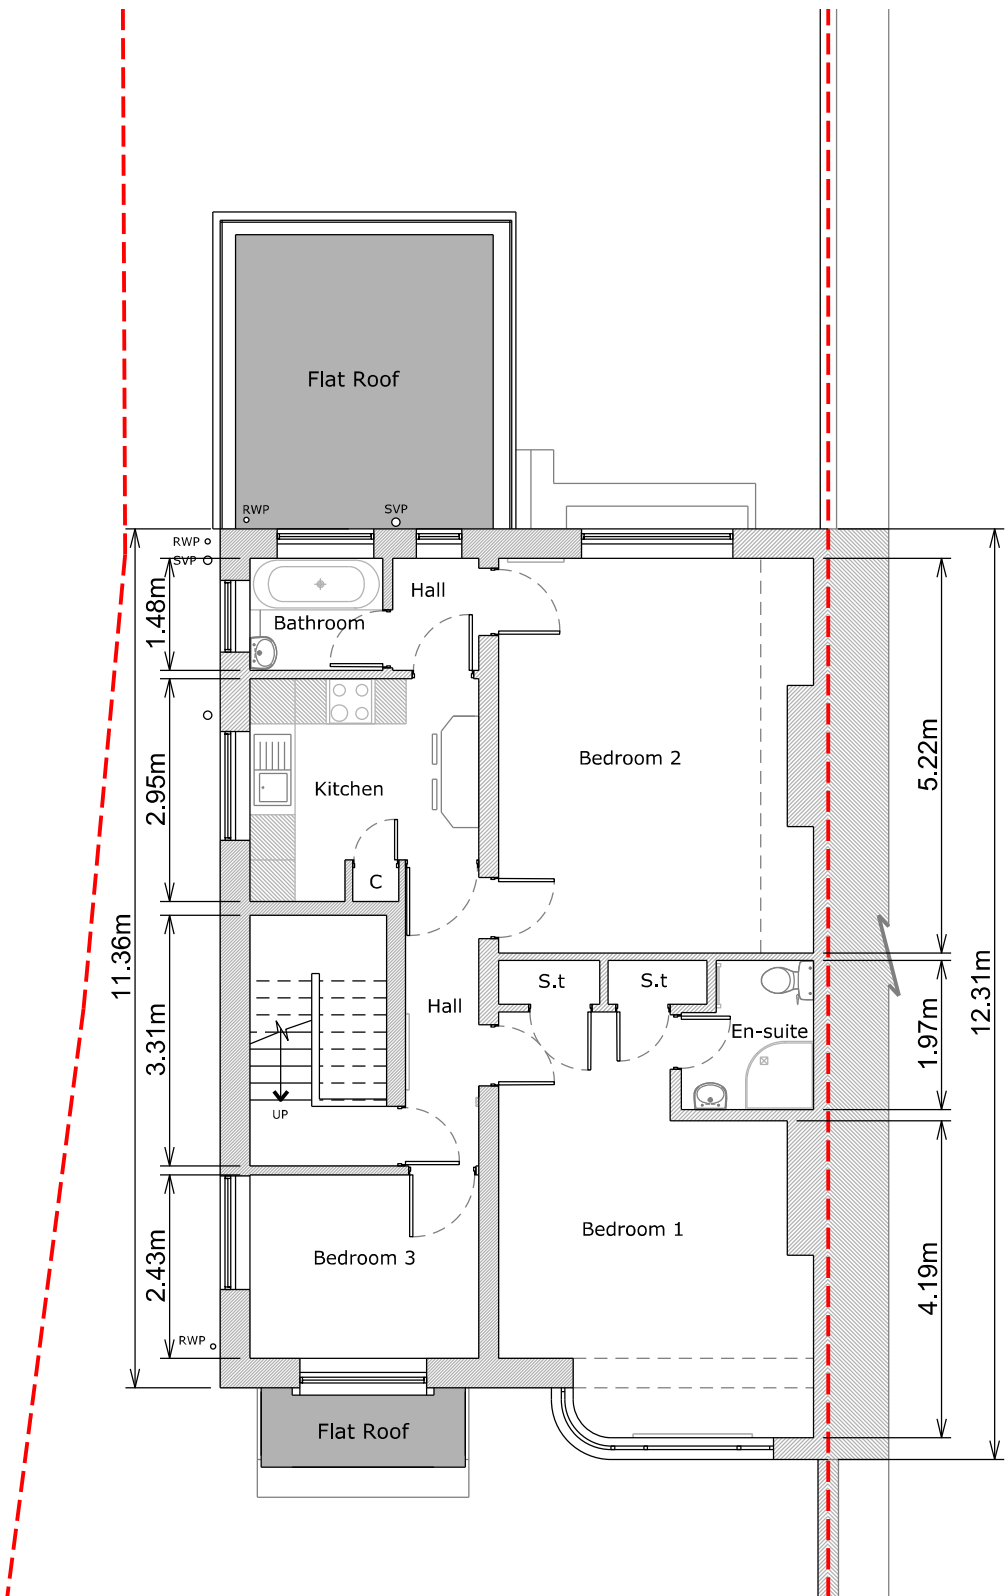 Flat Roof
RWP
SVP
RWP
SVP
Hall
Bathroom
1.48m
Bedroom 2
5.22m
Kitchen
2.95m
C
11.36m
S.t
S.t
Hall
En-suite
1.97m
12.31m
3.31m
UP
Bedroom 1
Bedroom 3
2.43m
4.19m
RWP
Flat Roof